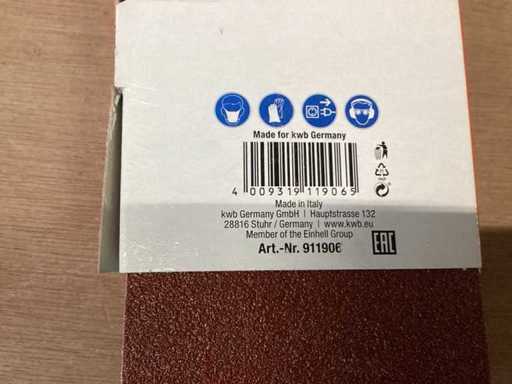 Made for kwb Germany
4 009319 119065
Made in Italy
kwb Germany GmbH | Hauptstrasse 132
28816 Stuhr / Germany | www.kwb.eu
Member of the Einhell Group
Art.-Nr. 911906
EAC